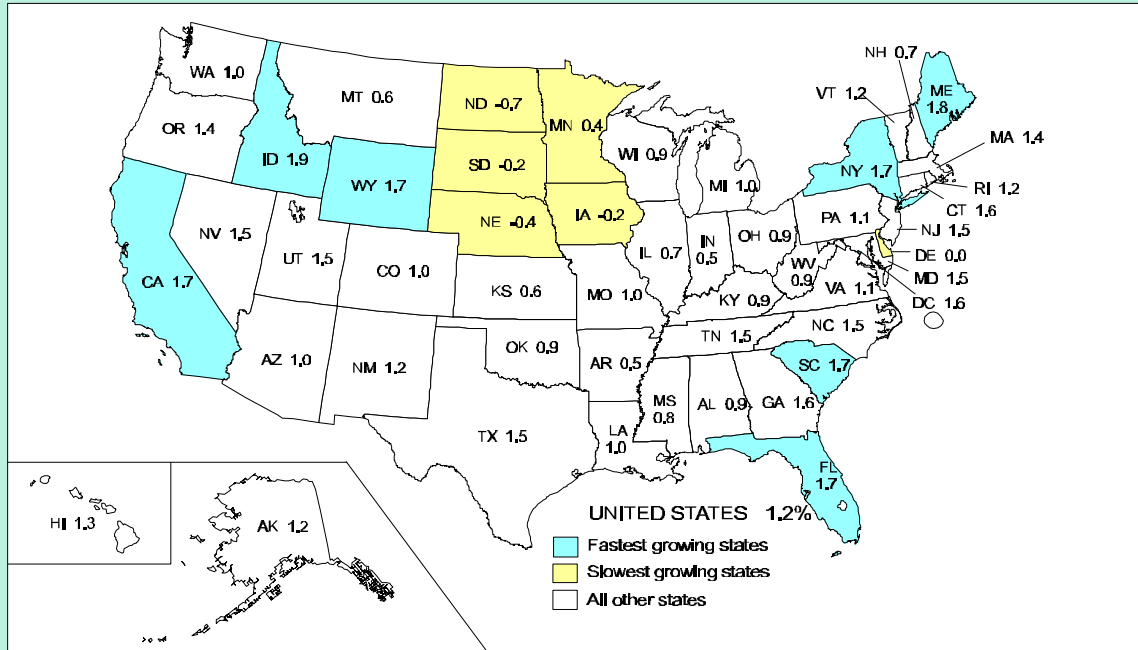 NH 0.7
WA 1.0
MT 0.6
ND -0.7
VT 1.2
ME
1.8
OR 1.4
MN 0.4
MA 1.4
ID 1.9
SD -0.2
WI 0.9
NY 1.7
WY 1.7
MI 1.0
RI 1.2
CT 1.6
NE -0.4
IA -0.2
PA 1.1
NJ 1.5
NV 1.5
UT 1.5
IL 0.7
IN
0.5
OH 0.9
DE 0.0
CA 1.7
CO 1.0
WV
0.9
MD 1.5
KS 0.6
MO 1.0
VA 1.1
DC 1.6
KY 0.9
NC 1.5
TN 1.5
OK 0.9
AZ 1.0
NM 1.2
AR 0.5
SC 1.7
MS
0.8
AL 0.9
GA 1.6
TX 1.5
LA
1.0
FL
1.7
UNITED STATES 1.2%
HI 1.3
AK 1.2
Fastest growing states
Slowest growing states
All other states